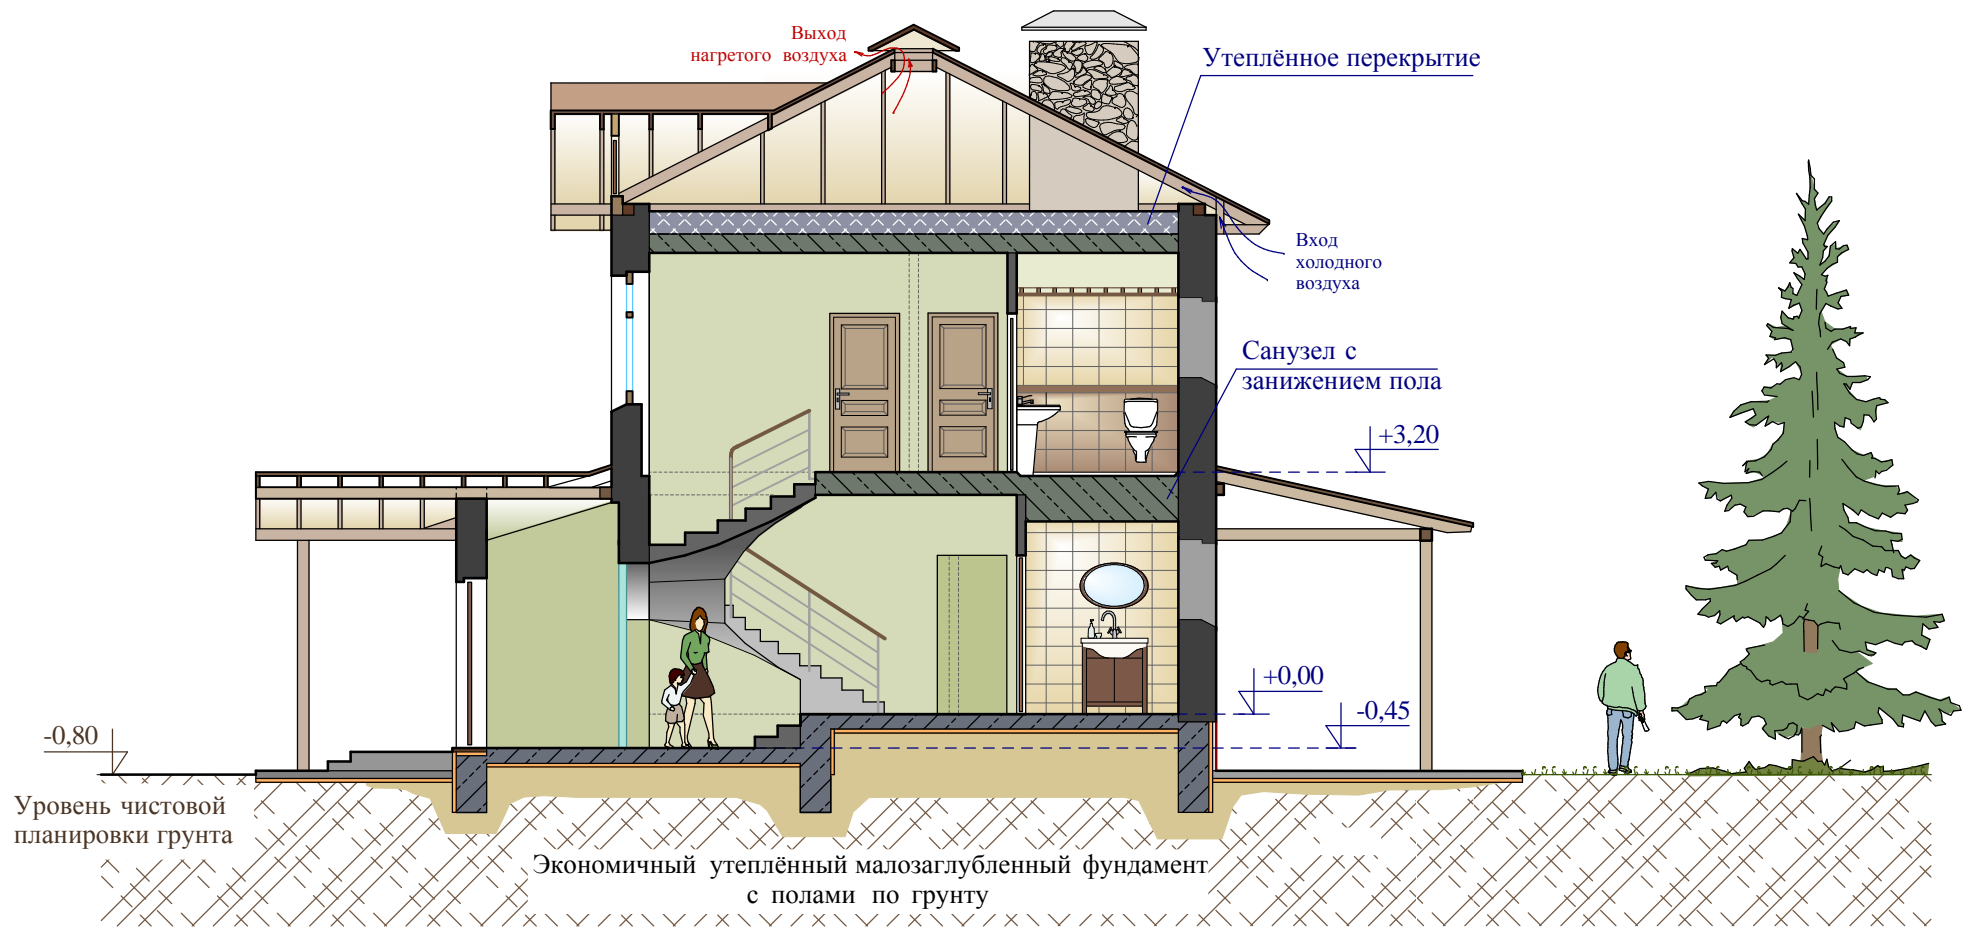 Выход
нагретого воздуха
Утеплённое перекрытие
Вход
холодного
воздуха
Санузел с
занижением пола
+3,20
+0,00
-0,45
-0,80
Уровень чистовой
планировки грунта
Экономичный утеплённый малозаглубленный фундамент
с полами по грунту